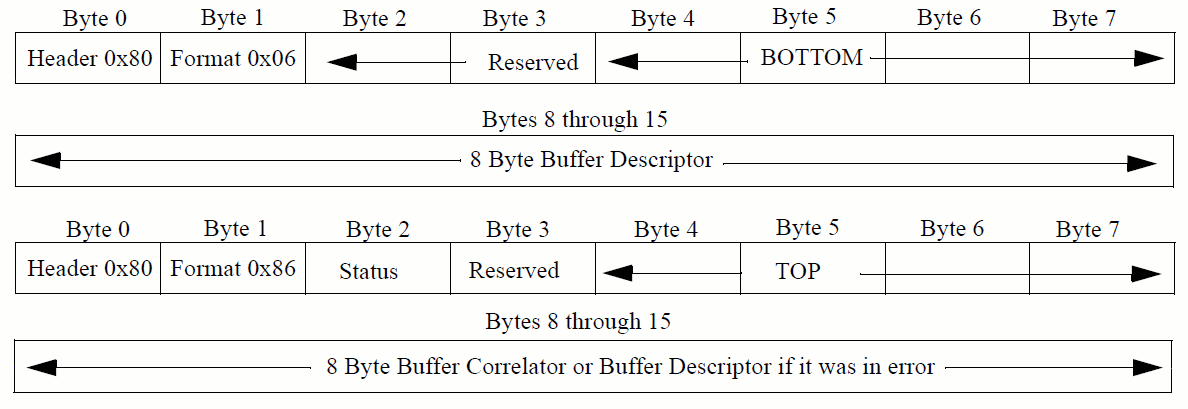 Byte 0 Byte 1 Byte 2 Byte 3 Byte 4 Byte 5 Byte 6 Byte 7
Header 0x80 Format 0x06 Reserved BOTTOM
Bytes 8 through 15
8 Byte Buffer Descriptor
Byte 0 Byte 1 Byte 2 Byte 3 Byte 4 Byte 5 Byte 6 Byte 7
Header 0x80 Format 0x86 Status Reserved TOP
Bytes 8 through 15
8 Byte Buffer Correlator or Buffer Descriptor if it was in error